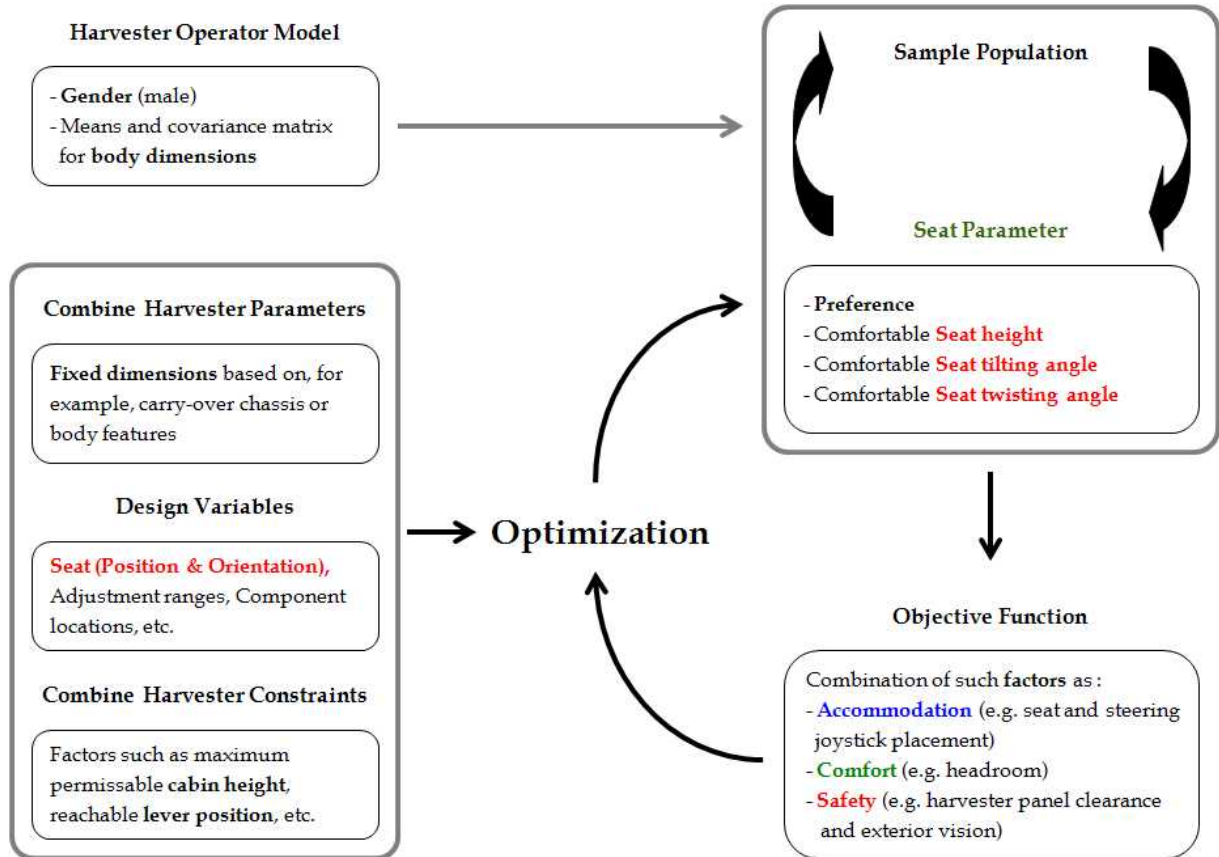 Harvester Operator Model
- Gender (male)
- Means and covariance matrix
for body dimensions
Sample Population
Seat Parameter
- Preference
- Comfortable Seat height
- Comfortable Seat tilting angle
- Comfortable Seat twisting angle
Combine Harvester Parameters
Fixed dimensions based on, for
example, carry-over chassis or
body features
Design Variables
Seat (Position & Orientation),
Adjustment ranges, Component
locations, etc.
Combine Harvester Constraints
Factors such as maximum
permissable cabin height,
reachable lever position, etc.
Optimization
Objective Function
Combination of such factors as :
- Accommodation (e.g. seat and steering
joystick placement)
- Comfort (e.g. headroom)
- Safety (e.g. harvester panel clearance
and exterior vision)